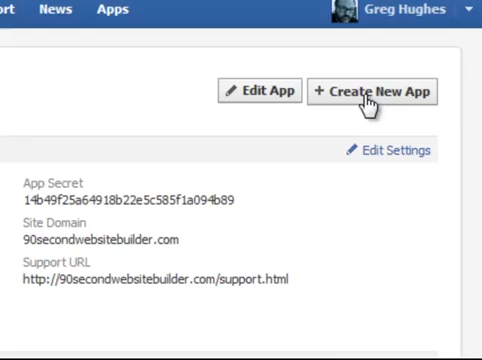 ort News Apps Greg Hughes
Edit App + Create New App
Edit Settings
App Secret
14b49f25a64918b22e5c585f1a094b89
Site Domain
90secondwebsitebuilder.com
Support URL
http://90secondwebsitebuilder.com/support.html